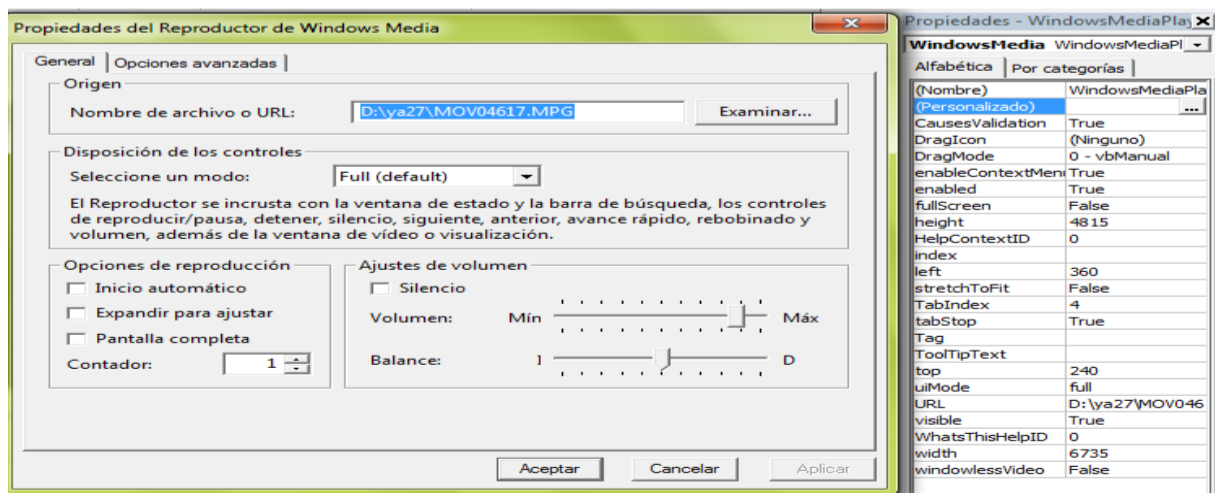 Propiedades del Reproductor de Windows Media
General
Opciones avanzadas
Origen
Nombre de archivo o URL:
D:\ya27\MOV04617.MPG
Examinar...
Disposición de los controles
Seleccione un modo:
Full (default)
El Reproductor se incrusta con la ventana de estado y la barra de búsqueda, los controles
de reproducir/pausa, detener, silencio, siguiente, anterior, avance rápido, rebobinado y
volumen, además de la ventana de vídeo o visualización.
Opciones de reproducción
Inicio automático
Expandir para ajustar
Pantalla completa
Contador: 1
Ajustes de volumen
Silencio
Volumen: Mín Máx
Balance: I D
Aceptar
Cancelar
Aplicar
Propiedades - WindowsMediaPlay
WindowsMedia WindowsMediaPl
Alfabética
Por categorías
(Nombre) WindowsMediaPla
(Personalizado) ...
CausesValidation True
DragIcon (Ninguno)
DragMode 0 - vbManual
enableContextMenu True
enabled True
fullScreen False
height 4815
HelpContextID 0
index
left 360
stretchToFit False
TabIndex 4
tabStop True
Tag
ToolTipText
top 240
uiMode full
URL D:\ya27\MOV046
visible True
WhatsThisHelpID 0
width 6735
windowlessVideo False